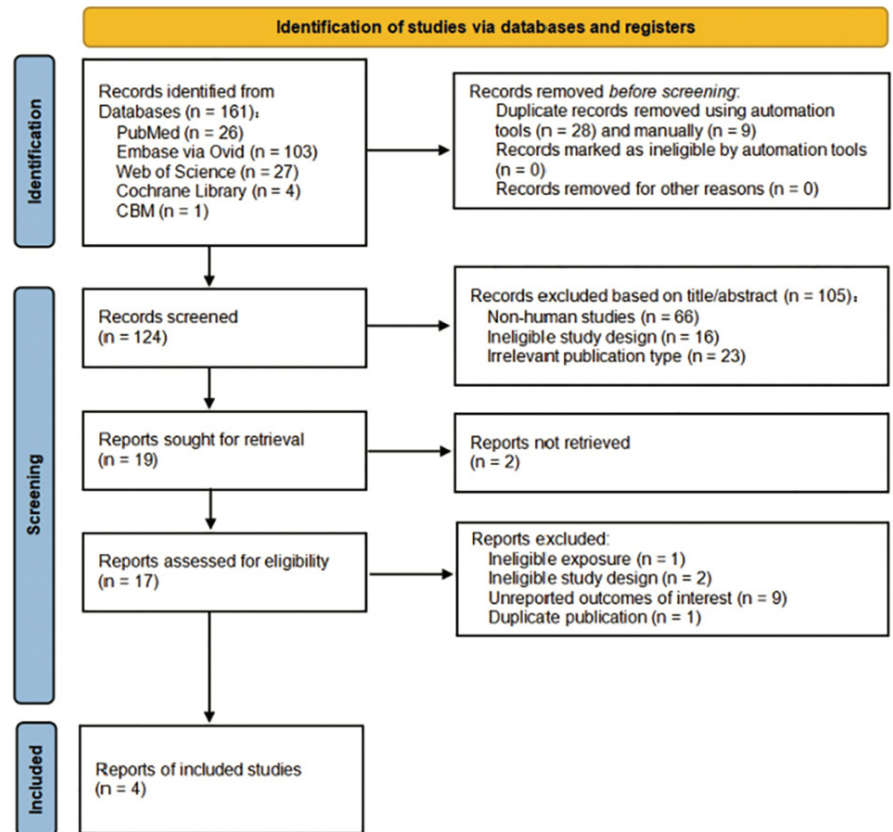 Identification of studies via databases and registers
Identification
Records identified from
Databases (n = 161):
PubMed (n = 26)
Embase via Ovid (n = 103)
Web of Science (n = 27)
Cochrane Library (n = 4)
CBM (n = 1)
Records removed before screening:
Duplicate records removed using automation
tools (n = 28) and manually (n = 9)
Records marked as ineligible by automation tools
(n = 0)
Records removed for other reasons (n = 0)
Screening
Records screened
(n = 124)
Records excluded based on title/abstract (n = 105):
Non-human studies (n = 66)
Ineligible study design (n = 16)
Irrelevant publication type (n = 23)
Reports sought for retrieval
(n = 19)
Reports not retrieved
(n = 2)
Reports assessed for eligibility
(n = 17)
Reports excluded:
Ineligible exposure (n = 1)
Ineligible study design (n = 2)
Unreported outcomes of interest (n = 9)
Duplicate publication (n = 1)
Included
Reports of included studies
(n = 4)